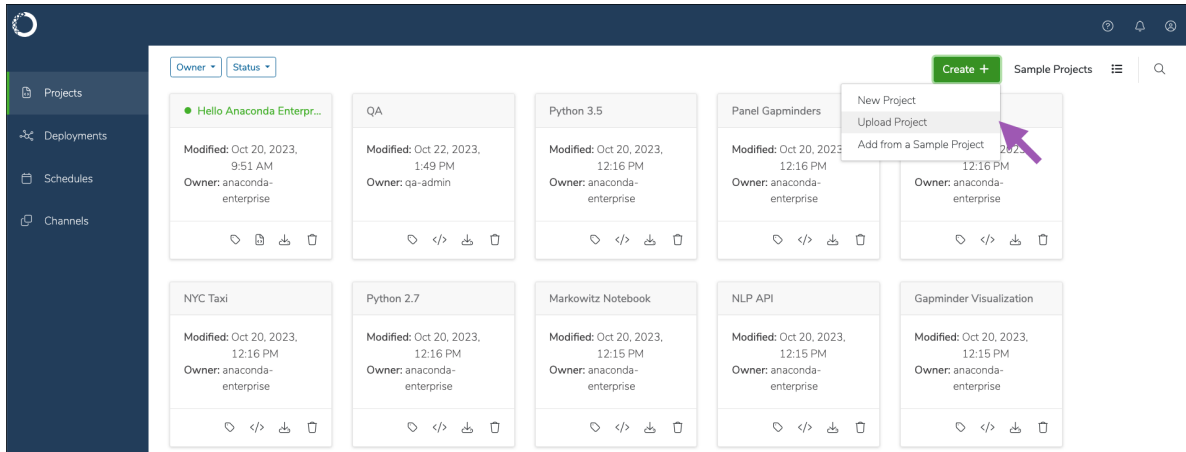 Owner
Status
Create +
Sample Projects
Projects
Deployments
Schedules
Channels
New Project
Upload Project
Add from a Sample Project
Hello Anaconda Enterpr...
Modified: Oct 20, 2023,
9:51 AM
Owner: anaconda-
enterprise
QA
Modified: Oct 22, 2023,
1:49 PM
Owner: qa-admin
Python 3.5
Modified: Oct 20, 2023,
12:16 PM
Owner: anaconda-
enterprise
Panel Gapminders
Modified: Oct 20, 2023
12:16 PM
Owner: anaconda-
enterprise
12:16 PM
Owner: anaconda-
enterprise
NYC Taxi
Modified: Oct 20, 2023,
12:16 PM
Owner: anaconda-
enterprise
Python 2.7
Modified: Oct 20, 2023,
12:16 PM
Owner: anaconda-
enterprise
Markowitz Notebook
Modified: Oct 20, 2023,
12:15 PM
Owner: anaconda-
enterprise
NLP API
Modified: Oct 20, 2023,
12:15 PM
Owner: anaconda-
enterprise
Gapminder Visualization
Modified: Oct 20, 2023,
12:15 PM
Owner: anaconda-
enterprise